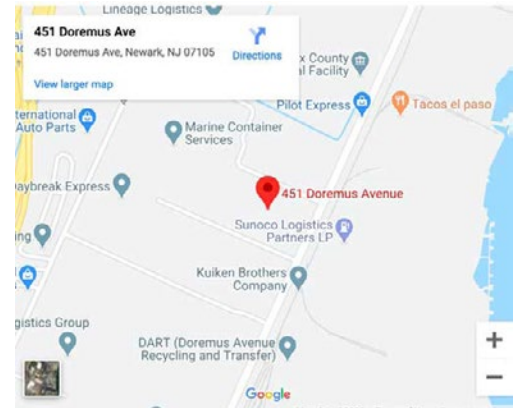 Lineage Logistics
451 Doremus Ave
451 Doremus Ave, Newark, NJ 07105
Directions
View larger map
x County
al Facility
Pilot Express
Tacos el paso
ternational
Auto Parts
Marine Container
Services
aybreak Express
451 Doremus Avenue
Sunoco Logistics
Partners LP
ing
Kuiken Brothers
Company
gistics Group
DART (Doremus Avenue
Recycling and Transfer)
+
−
Google